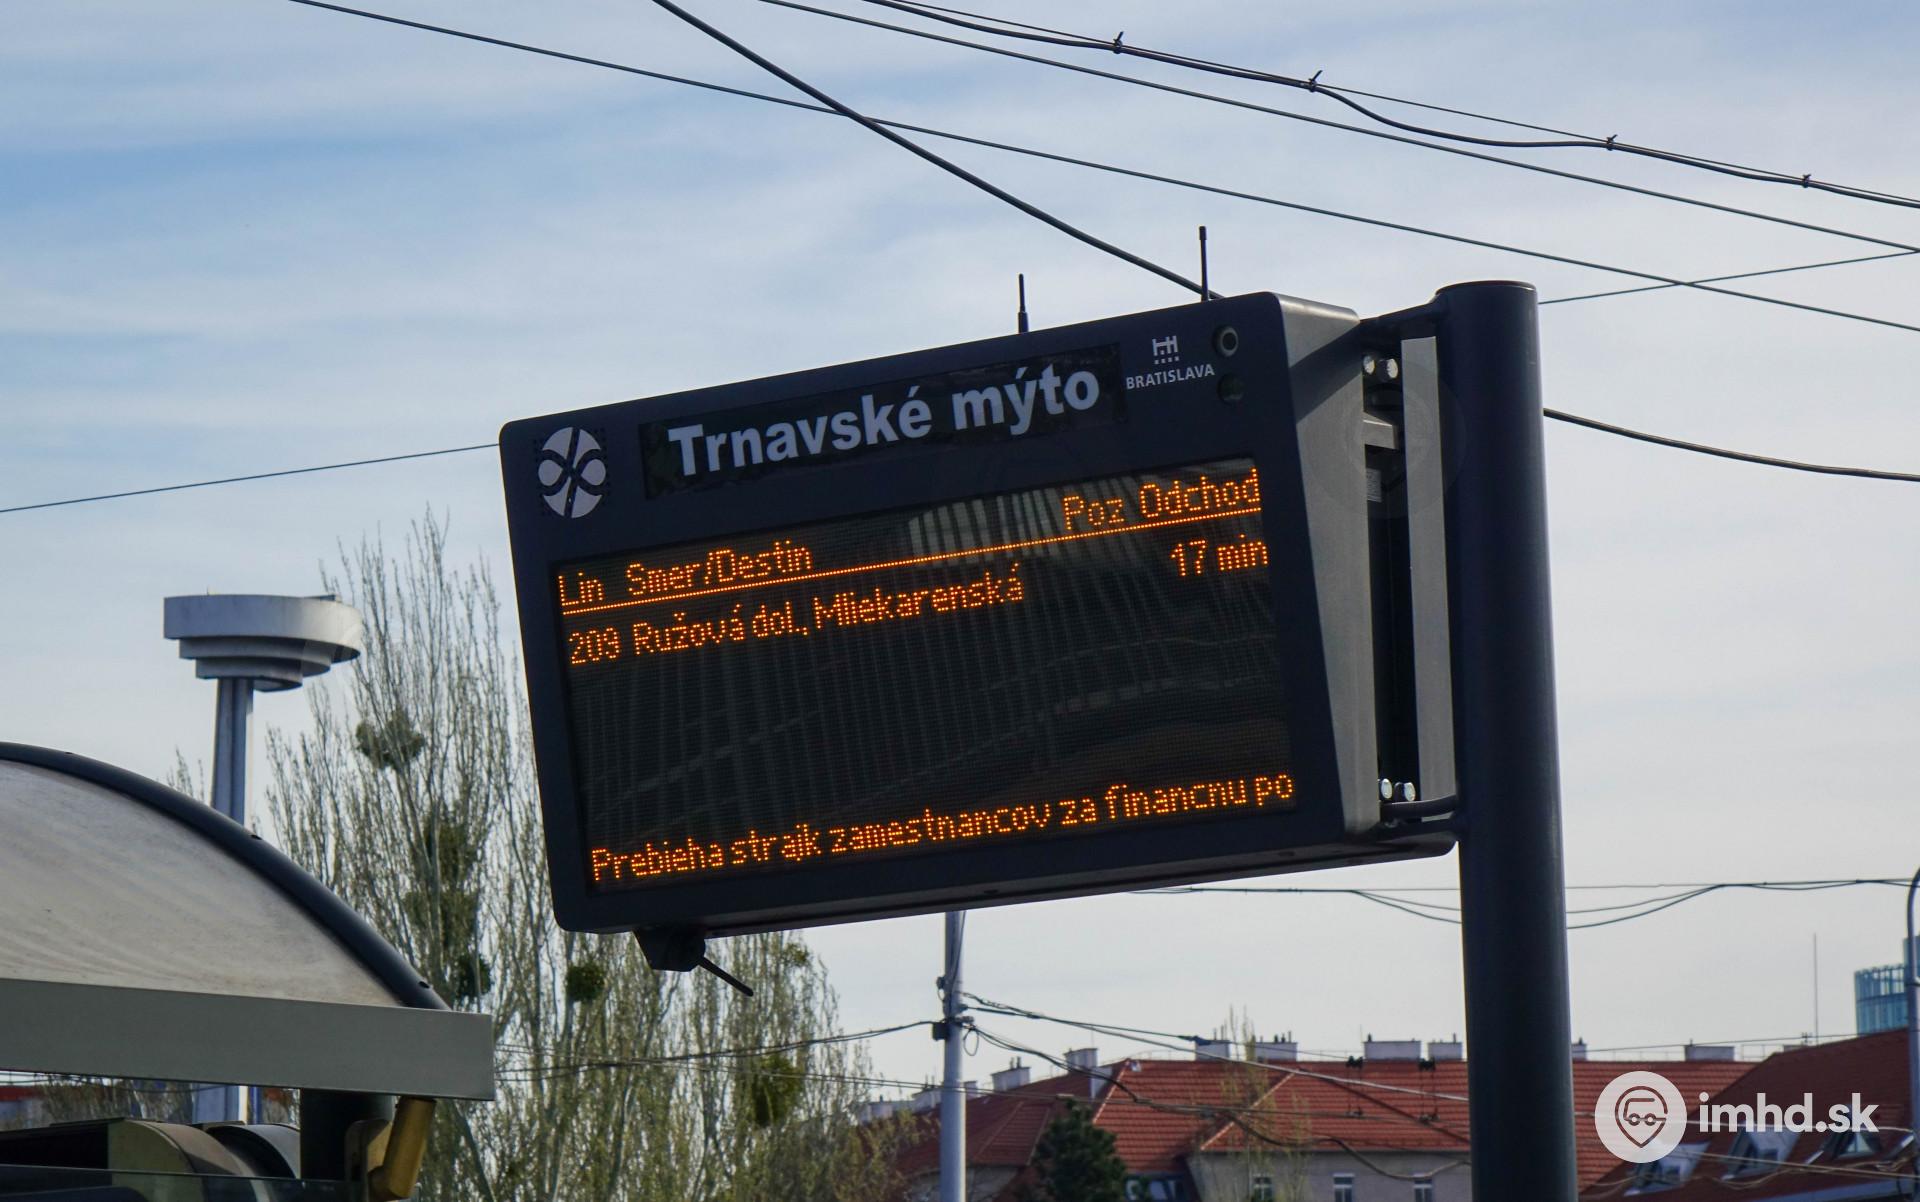 Trnavské mýto
BRATISLAVA
Lin Smer/Destin Poz Odchod
209 Ružová dol., Mliekarenská 17 min
Prebieha strajk zamestnancov za financnu po
imhd.sk